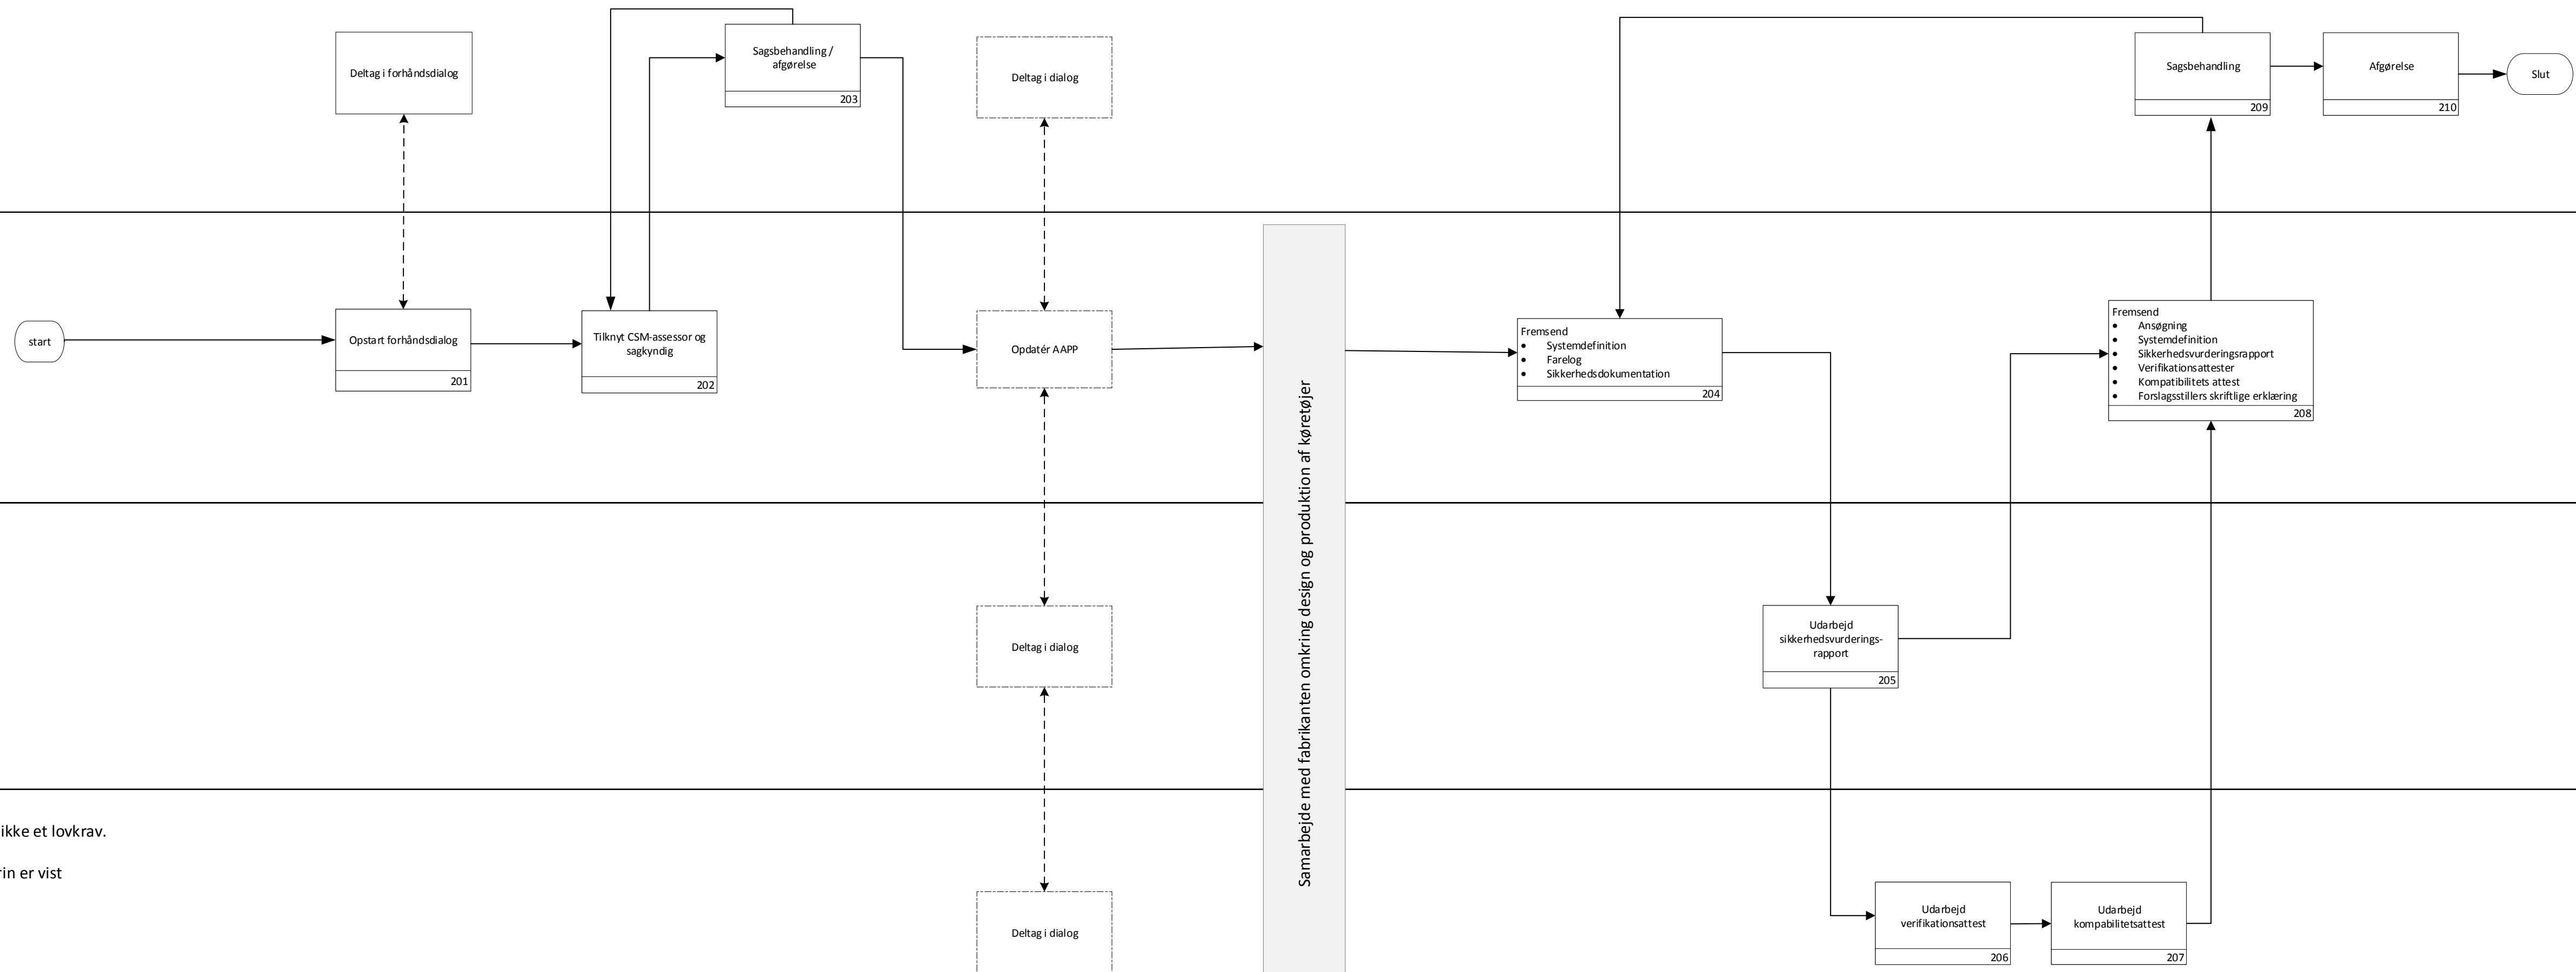 Deltag i forhåndsdialog
Sagsbehandling /
afgørelse
203
Deltag i dialog
Sagsbehandling
209
Afgørelse
210
Slut
start
Opstart forhåndsdialog
201
Tilknyt CSM-assessor og
sagkyndig
202
Opdatér AAPP
Samarbejde med fabrikanten omkring design og produktion af køretøjer
Fremsend
• Systemdefinition
• Farelog
• Sikkerhedsdokumentation
204
Fremsend
• Ansøgning
• Systemdefinition
• Sikkerhedsvurderingsrapport
• Verifikationsattester
• Kompatibilitets attest
• Forslagsstillers skriftlige erklæring
208
Deltag i dialog
Udarbejd
sikkerhedsvurderings-
rapport
205
ikke et lovkrav.
rin er vist
Deltag i dialog
Udarbejd
verifikationsattest
206
Udarbejd
kompabilitetsattest
207